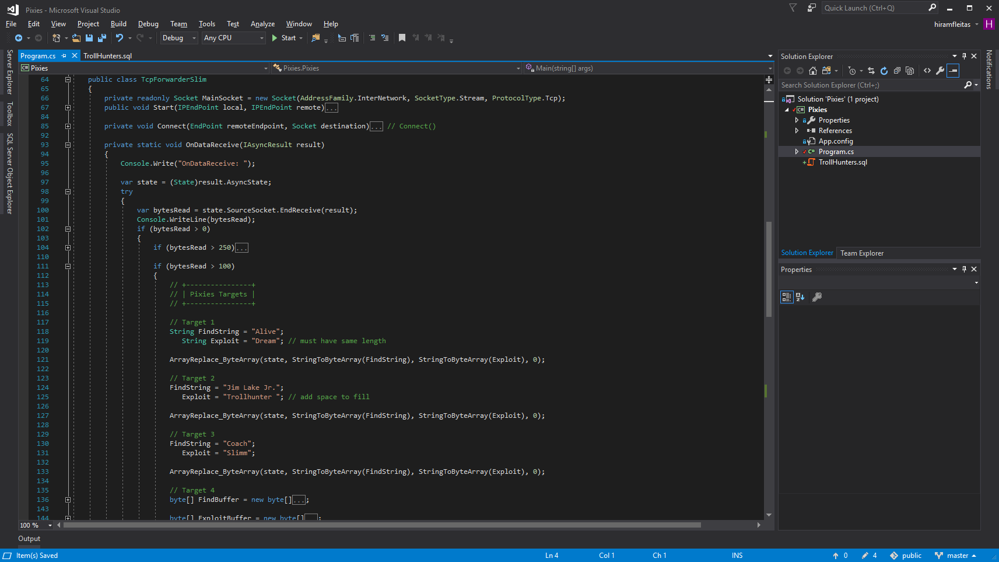 Pixies - Microsoft Visual Studio
Quick Launch (Ctrl+Q)
File Edit View Project Build Debug Team Tools Test Analyze Window Help
hiramfleitas H
Debug Any CPU Start
Server Explorer
Toolbox
SQL Server Object Explorer
Program.cs TrollHunters.sql
C# Pixies Pixies.Pixies Main(string[] args)
64 public class TcpForwarderSlim
65 {
66 private readonly Socket MainSocket = new Socket(AddressFamily.InterNetwork, SocketType.Stream, ProtocolType.Tcp);
67 public void Start(IPEndPoint local, IPEndPoint remote)...
84
85 private void Connect(EndPoint remoteEndpoint, Socket destination)... // Connect()
92
93 private static void OnDataReceive(IAsyncResult result)
94 {
95 Console.Write("OnDataReceive: ");
96
97 var state = (State)result.AsyncState;
98 try
99 {
100 var bytesRead = state.SourceSocket.EndReceive(result);
101 Console.WriteLine(bytesRead);
102 if (bytesRead > 0)
103 {
104 if (bytesRead > 250)...
110
111 if (bytesRead > 100)
112 {
113 // +----------------+
114 // | Pixies Targets |
115 // +----------------+
116
117 // Target 1
118 String FindString = "Alive";
119 String Exploit = "Dream"; // must have same length
120
121 ArrayReplace_ByteArray(state, StringToByteArray(FindString), StringToByteArray(Exploit), 0);
122
123 // Target 2
124 FindString = "Jim Lake Jr.";
125 Exploit = "Trollhunter "; // add space to fill
126
127 ArrayReplace_ByteArray(state, StringToByteArray(FindString), StringToByteArray(Exploit), 0);
128
129 // Target 3
130 FindString = "Coach";
131 Exploit = "Slimm";
132
133 ArrayReplace_ByteArray(state, StringToByteArray(FindString), StringToByteArray(Exploit), 0);
134
135 // Target 4
136 byte[] FindBuffer = new byte[]...;
143
144 byte[] ExploitBuffer = new byte[]...;
100 %
Output
Solution Explorer
Search Solution Explorer (Ctrl+;)
Solution 'Pixies' (1 project)
C# Pixies
Properties
References
App.config
C# Program.cs
TrollHunters.sql
Solution Explorer Team Explorer
Properties
Notifications
Item(s) Saved Ln 4 Col 1 Ch 1 INS 0 4 public master